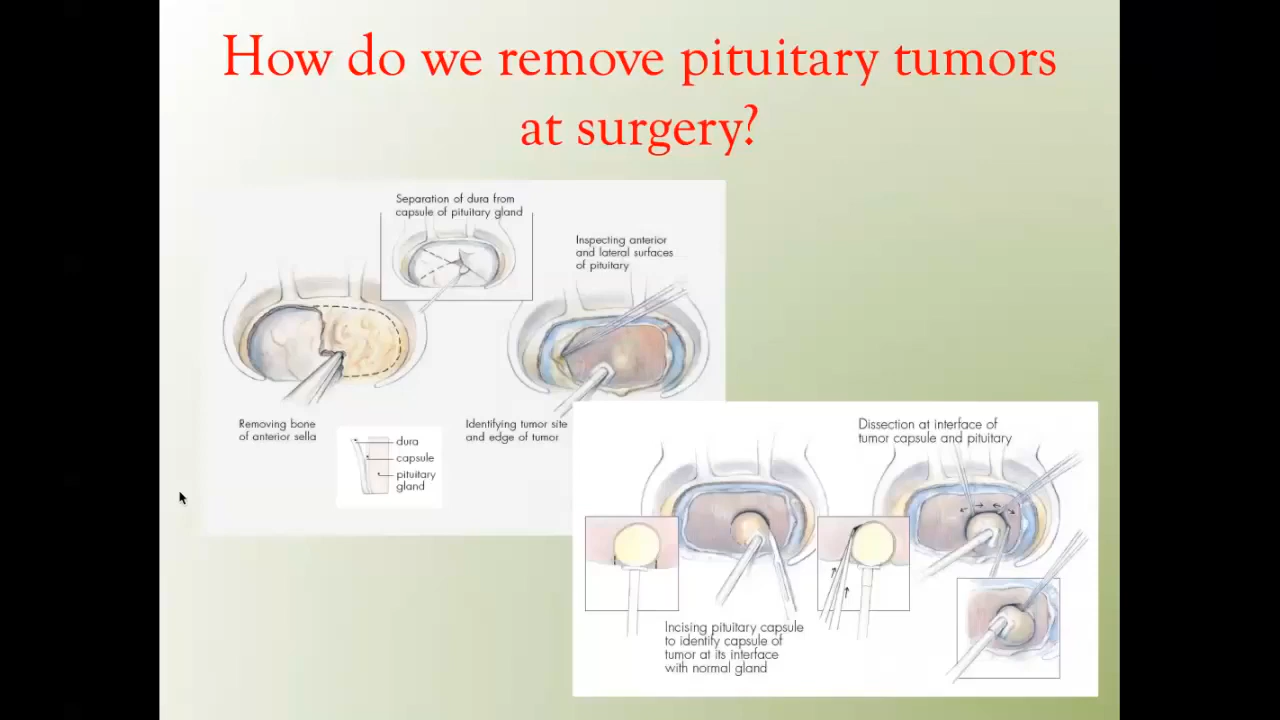 How do we remove pituitary tumors
at surgery?
Separation of dura from
capsule of pituitary gland
Inspecting anterior
and lateral surfaces
of pituitary
Removing bone
of anterior sella
Identifying tumor site
and edge of tumor
dura
capsule
pituitary
gland
Dissection at interface of
tumor capsule and pituitary
Incising pituitary capsule
to identify capsule of
tumor at its interface
with normal gland